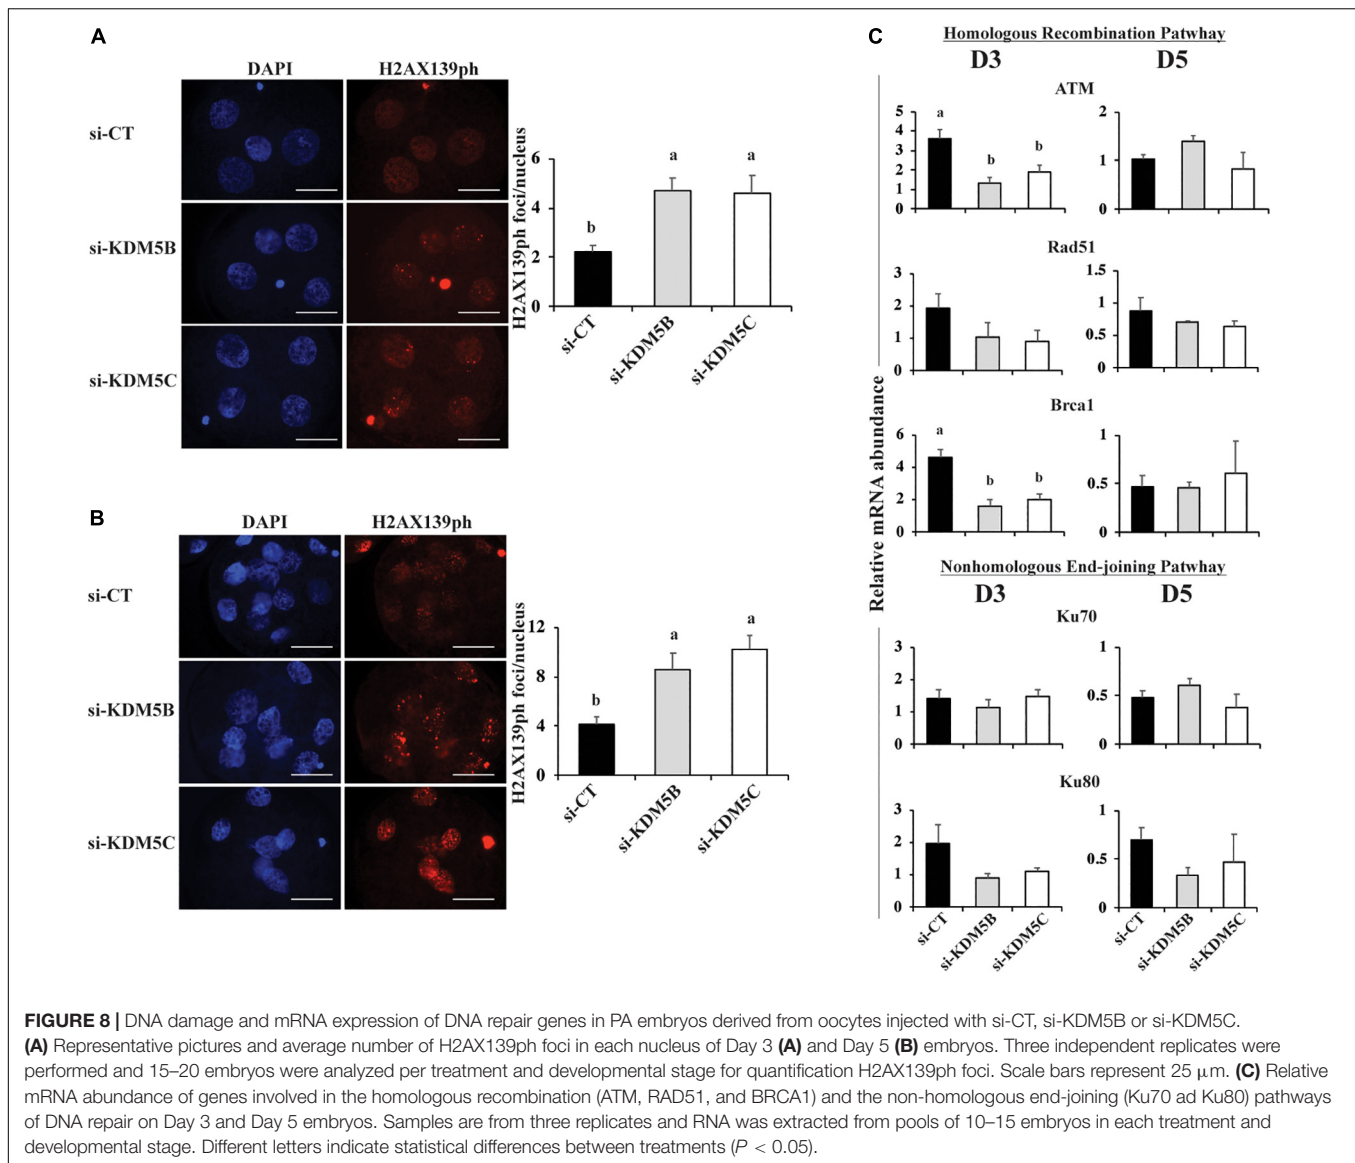 A
DAPI
H2AX139ph
si-CT
si-KDM5B
si-KDM5C
H2AX139ph foci/nucleus
6
4
2
0
b
a
a
si-CT
si-KDM5B
si-KDM5C
B
DAPI
H2AX139ph
si-CT
si-KDM5B
si-KDM5C
H2AX139ph foci/nucleus
12
8
4
0
b
a
a
si-CT
si-KDM5B
si-KDM5C
C
Homologous Recombination Patwhay
D3
D5
Relative mRNA abundance
ATM
5
4
3
2
1
0
a
b
b
2
1
0
Rad51
3
2
1
0
1.5
1
0.5
0
Brca1
6
4
2
0
a
b
b
1
0.5
0
Nonhomologous End-joining Patwhay
D3
D5
Ku70
3
2
1
0
1
0.5
0
Ku80
3
2
1
0
1
0.5
0
si-CT
si-KDM5B
si-KDM5C
si-CT
si-KDM5B
si-KDM5C
FIGURE 8 | DNA damage and mRNA expression of DNA repair genes in PA embryos derived from oocytes injected with si-CT, si-KDM5B or si-KDM5C.
(A) Representative pictures and average number of H2AX139ph foci in each nucleus of Day 3 (A) and Day 5 (B) embryos. Three independent replicates were
performed and 15–20 embryos were analyzed per treatment and developmental stage for quantification H2AX139ph foci. Scale bars represent 25 μm. (C) Relative
mRNA abundance of genes involved in the homologous recombination (ATM, RAD51, and BRCA1) and the non-homologous end-joining (Ku70 ad Ku80) pathways
of DNA repair on Day 3 and Day 5 embryos. Samples are from three replicates and RNA was extracted from pools of 10–15 embryos in each treatment and
developmental stage. Different letters indicate statistical differences between treatments (P < 0.05).